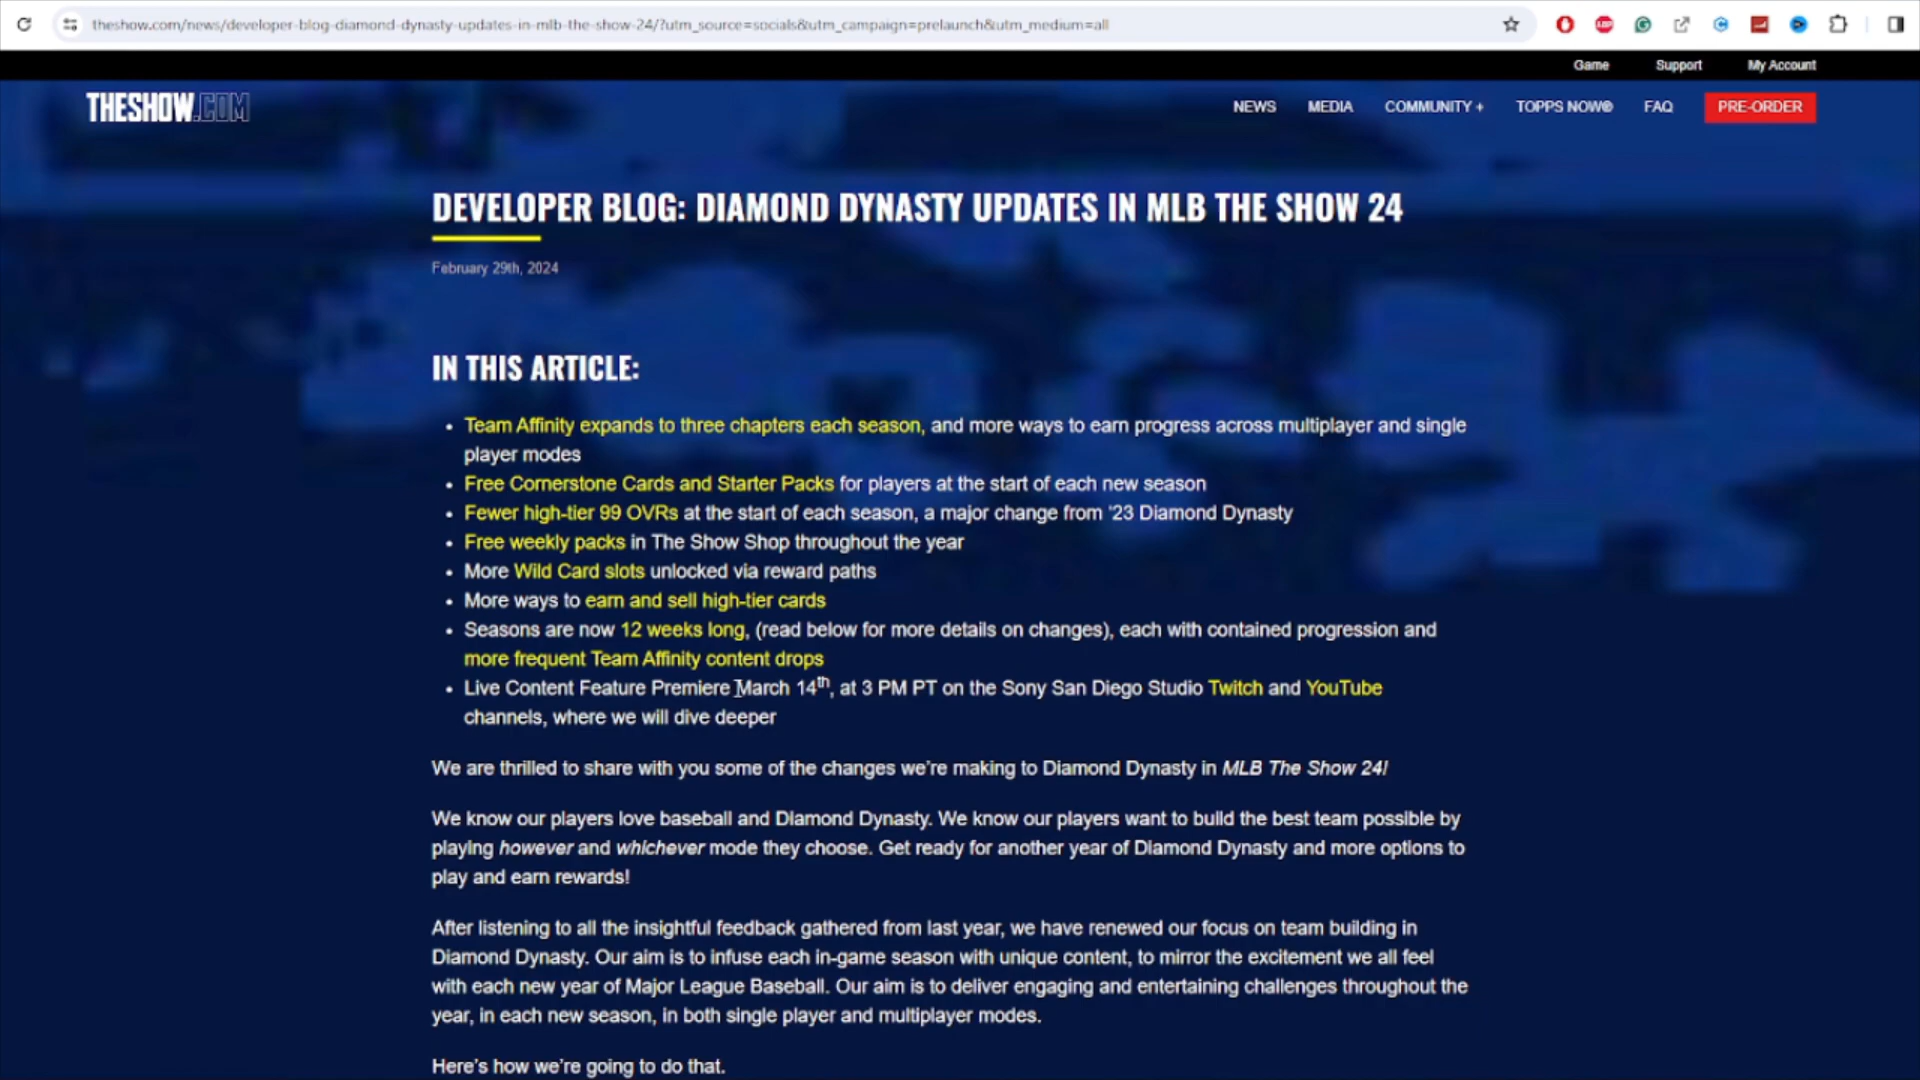 theshow.com/news/developer-blog-diamond-dynasty-updates-in-mlb-the-show-24/?utm_source=socials&utm_campaign=prelaunch&utm_medium=all
Game Support My Account
THESHOW.COM
NEWS MEDIA COMMUNITY + TOPPS NOW® FAQ PRE-ORDER
DEVELOPER BLOG: DIAMOND DYNASTY UPDATES IN MLB THE SHOW 24
February 29th, 2024
IN THIS ARTICLE:
• Team Affinity expands to three chapters each season, and more ways to earn progress across multiplayer and single
player modes
• Free Cornerstone Cards and Starter Packs for players at the start of each new season
• Fewer high-tier 99 OVRs at the start of each season, a major change from ‘23 Diamond Dynasty
• Free weekly packs in The Show Shop throughout the year
• More Wild Card slots unlocked via reward paths
• More ways to earn and sell high-tier cards
• Seasons are now 12 weeks long, (read below for more details on changes), each with contained progression and
more frequent Team Affinity content drops
• Live Content Feature Premiere March 14th, at 3 PM PT on the Sony San Diego Studio Twitch and YouTube
channels, where we will dive deeper
We are thrilled to share with you some of the changes we’re making to Diamond Dynasty in MLB The Show 24!
We know our players love baseball and Diamond Dynasty. We know our players want to build the best team possible by
playing however and whichever mode they choose. Get ready for another year of Diamond Dynasty and more options to
play and earn rewards!
After listening to all the insightful feedback gathered from last year, we have renewed our focus on team building in
Diamond Dynasty. Our aim is to infuse each in-game season with unique content, to mirror the excitement we all feel
with each new year of Major League Baseball. Our aim is to deliver engaging and entertaining challenges throughout the
year, in each new season, in both single player and multiplayer modes.
Here’s how we’re going to do that.